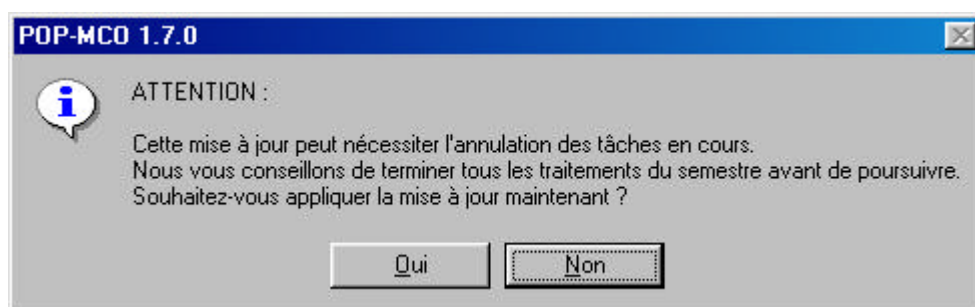 POP-MCO 1.7.0
ATTENTION :
Cette mise à jour peut nécessiter l'annulation des tâches en cours.
Nous vous conseillons de terminer tous les traitements du semestre avant de poursuivre.
Souhaitez-vous appliquer la mise à jour maintenant ?
Oui Non